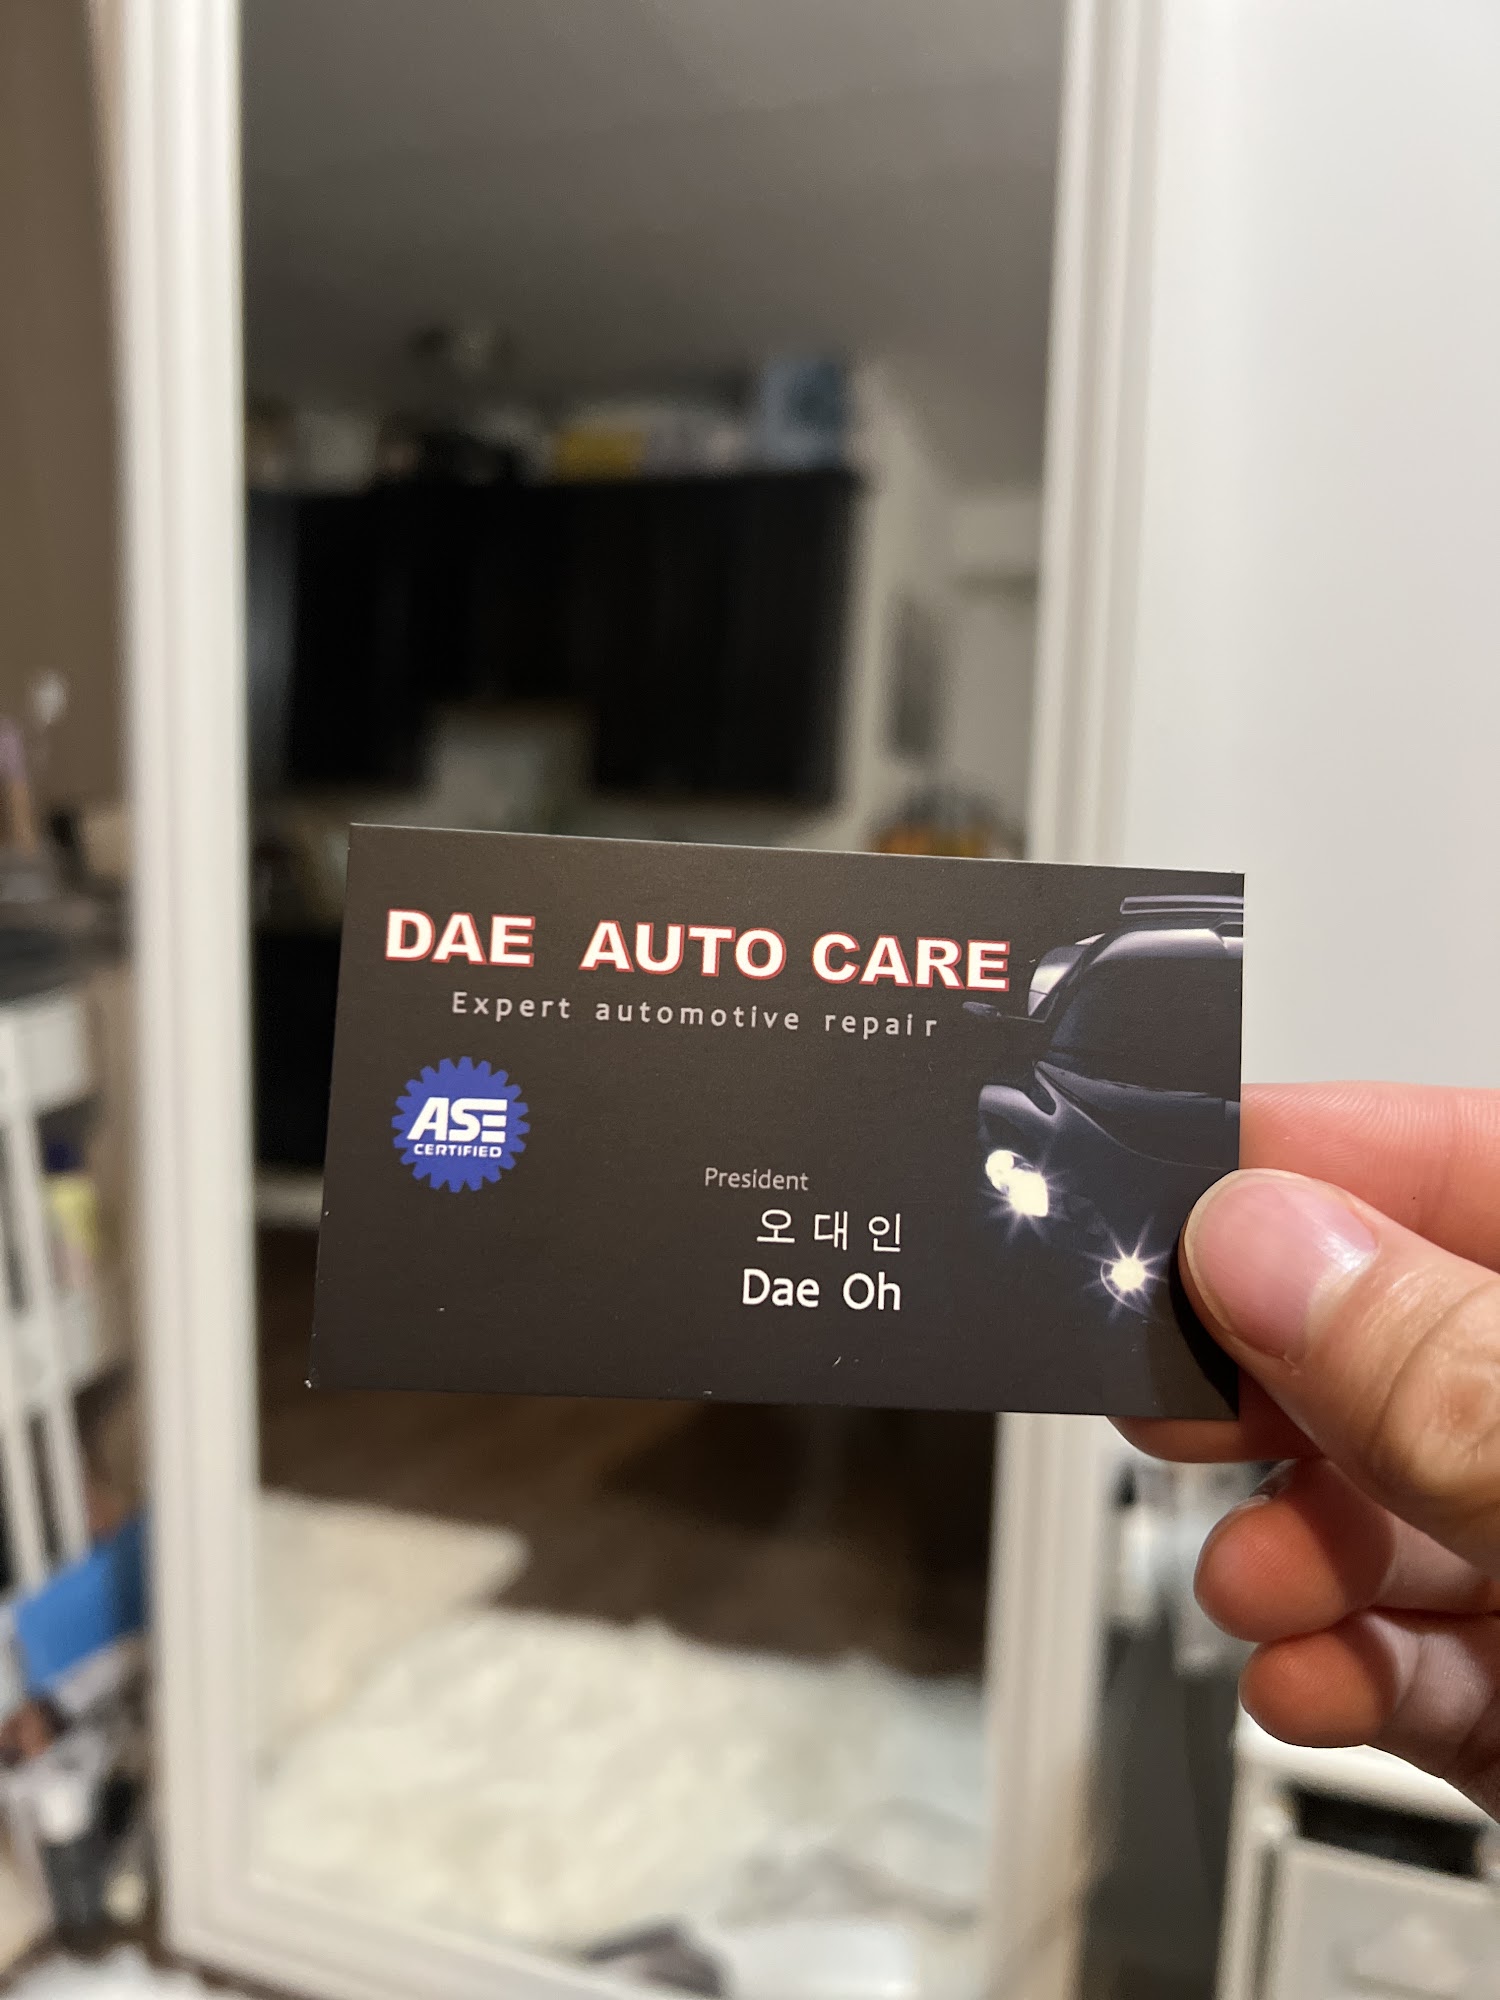 DAE AUTO CARE
Expert automotive repair
ASE
CERTIFIED
President
오 대 인
Dae Oh